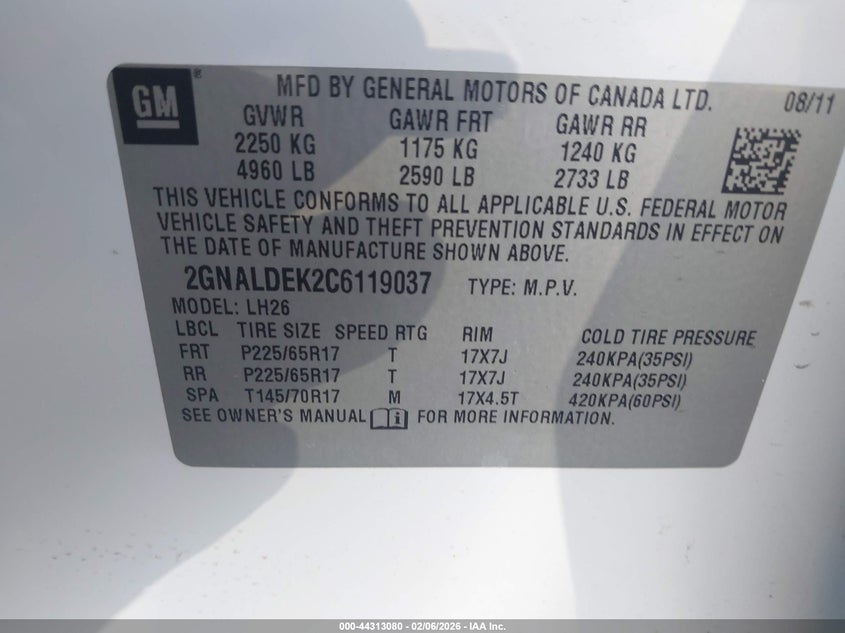 GM
®
MFD BY GENERAL MOTORS OF CANADA LTD. 08/11
GVWR GAWR FRT GAWR RR
2250 KG 1175 KG 1240 KG
4960 LB 2590 LB 2733 LB
THIS VEHICLE CONFORMS TO ALL APPLICABLE U.S. FEDERAL MOTOR
VEHICLE SAFETY AND THEFT PREVENTION STANDARDS IN EFFECT ON
THE DATE OF MANUFACTURE SHOWN ABOVE.
2GNALDEK2C6119037 TYPE: M.P.V.
MODEL: LH26
LBCL TIRE SIZE SPEED RTG RIM COLD TIRE PRESSURE
FRT P225/65R17 T 17X7J 240KPA(35PSI)
RR P225/65R17 T 17X7J 240KPA(35PSI)
SPA T145/70R17 M 17X4.5T 420KPA(60PSI)
SEE OWNER'S MANUAL FOR MORE INFORMATION.
000-44313080 - 02/06/2026 - IAA Inc.